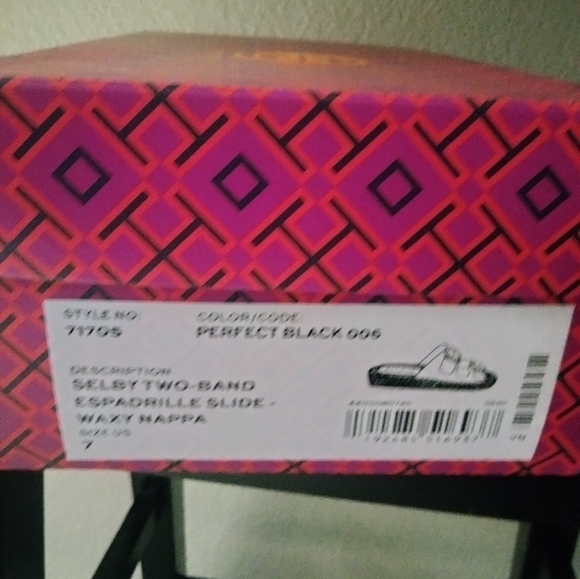 STYLE NO: COLOR/CODE:
71705 PERFECT BLACK 006
DESCRIPTION
SELBY TWO-BAND
ESPADRILLE SLIDE -
WAXY NAPPA
SIZE US
7